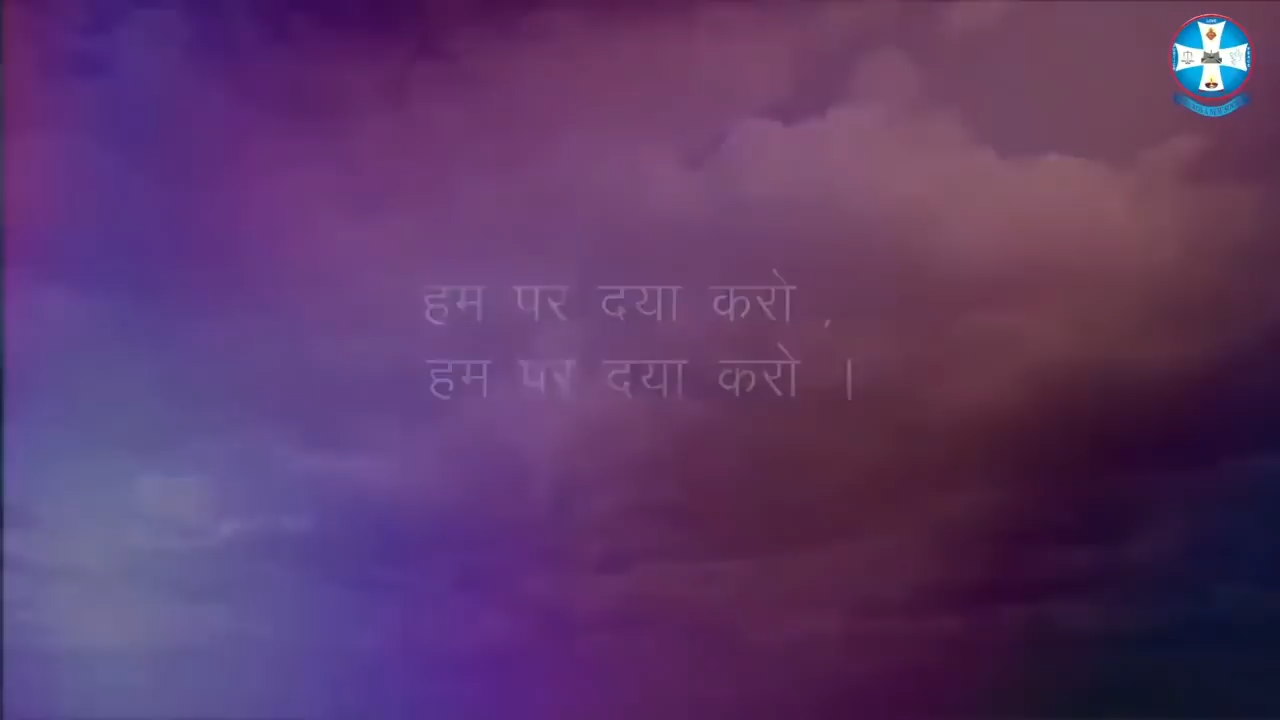 हम पर दया करो ,
हम पर दया करो ।